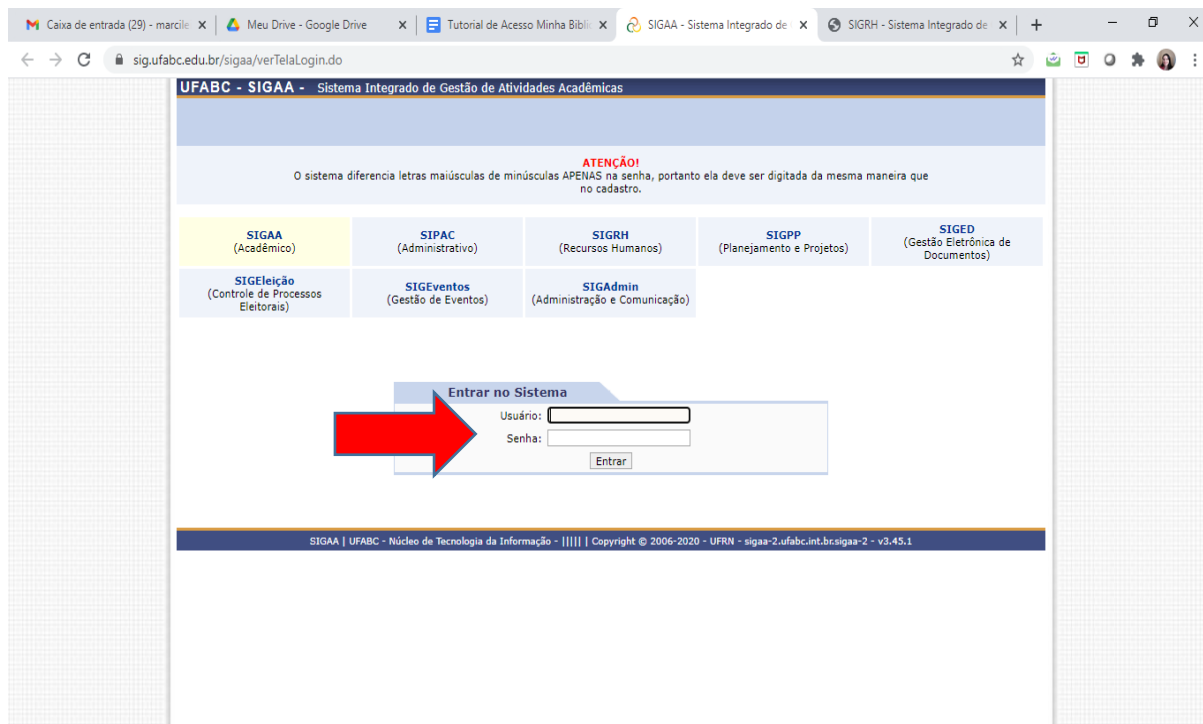 Caixa de entrada (29) - marcile
Meu Drive - Google Drive
Tutorial de Acesso Minha Biblio
SIGAA - Sistema Integrado de
SIGRH - Sistema Integrado de
sig.ufabc.edu.br/sigaa/verTelaLogin.do
UFABC - SIGAA - Sistema Integrado de Gestão de Atividades Acadêmicas
ATENÇÃO!
O sistema diferencia letras maiúsculas de minúsculas APENAS na senha, portanto ela deve ser digitada da mesma maneira que
no cadastro.
SIGAA
(Acadêmico)
SIPAC
(Administrativo)
SIGRH
(Recursos Humanos)
SIGPP
(Planejamento e Projetos)
SIGED
(Gestão Eletrônica de
Documentos)
SIGEleição
(Controle de Processos
Eleitorais)
SIGEventos
(Gestão de Eventos)
SIGAdmin
(Administração e Comunicação)
Entrar no Sistema
Usuário:
Senha:
Entrar
SIGAA | UFABC - Núcleo de Tecnologia da Informação - ||||| | Copyright © 2006-2020 - UFRN - sigaa-2.ufabc.int.br.sigaa-2 - v3.45.1